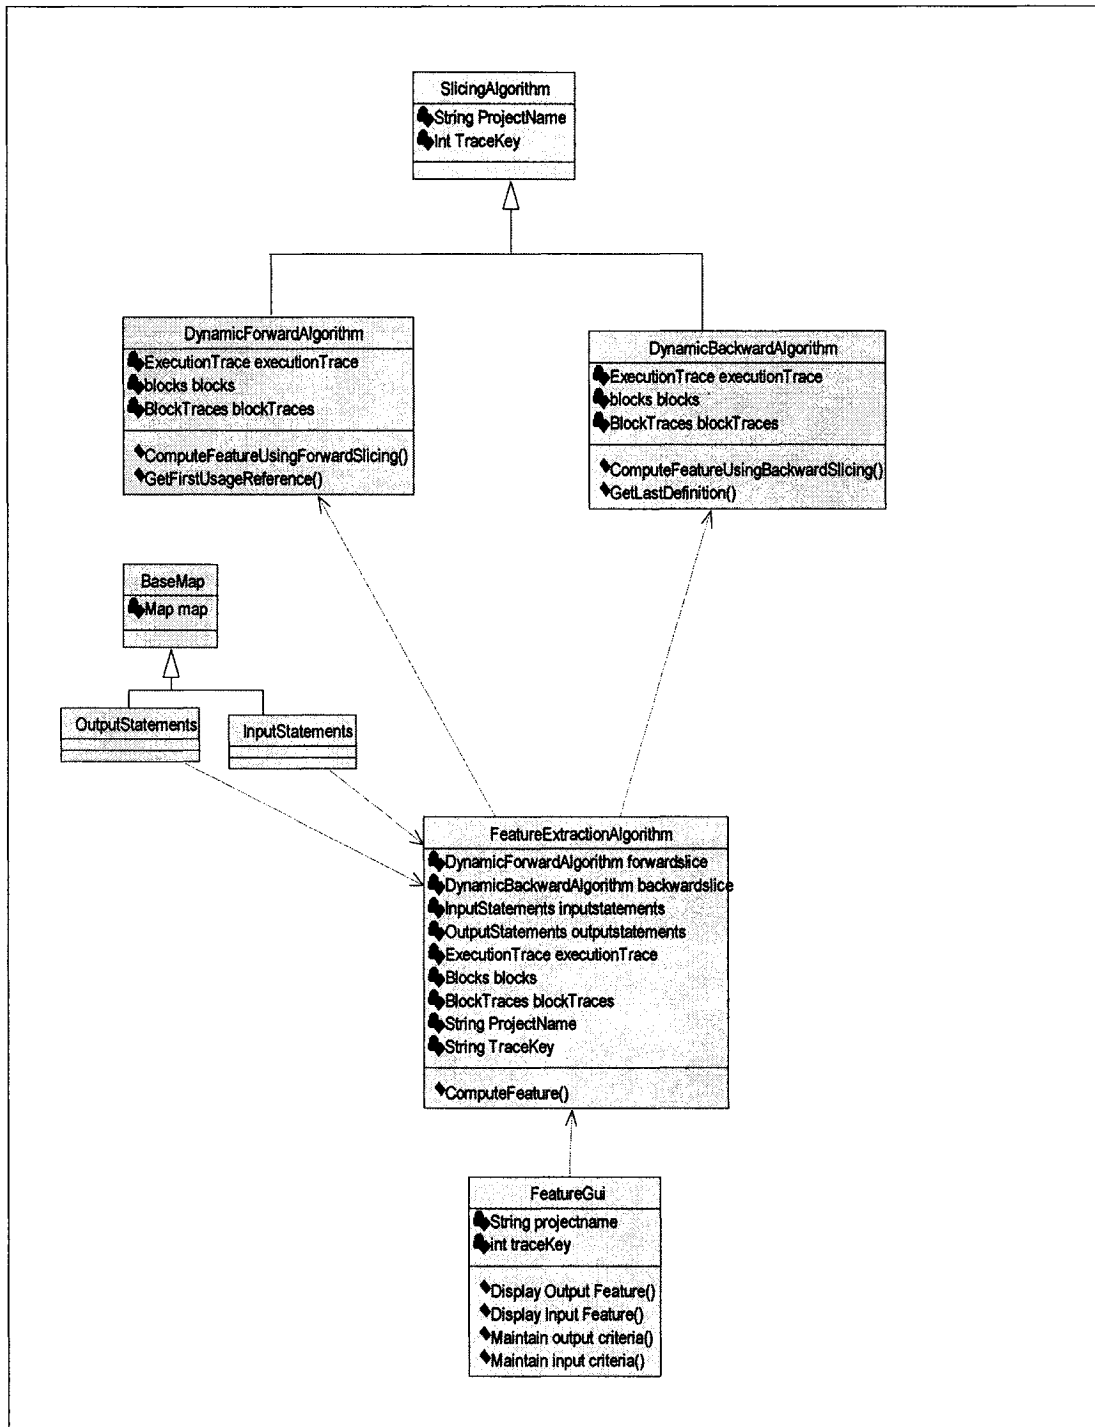 SlicingAlgorithm
String ProjectName
Int TraceKey
DynamicForwardAlgorithm
ExecutionTrace executionTrace
blocks blocks
BlockTraces blockTraces
ComputeFeatureUsingForwardSlicing()
GetFirstUsageReference()
DynamicBackwardAlgorithm
ExecutionTrace executionTrace
blocks blocks
BlockTraces blockTraces
ComputeFeatureUsingBackwardSlicing()
GetLastDefinition()
BaseMap
Map map
OutputStatements
InputStatements
FeatureExtractionAlgorithm
DynamicForwardAlgorithm forwardslice
DynamicBackwardAlgorithm backwardslice
InputStatements inputstatements
OutputStatements outputstatements
ExecutionTrace executionTrace
Blocks blocks
BlockTraces blockTraces
String ProjectName
String TraceKey
ComputeFeature()
FeatureGui
String projectname
int traceKey
Display Output Feature()
Display Input Feature()
Maintain output criteria()
Maintain input criteria()